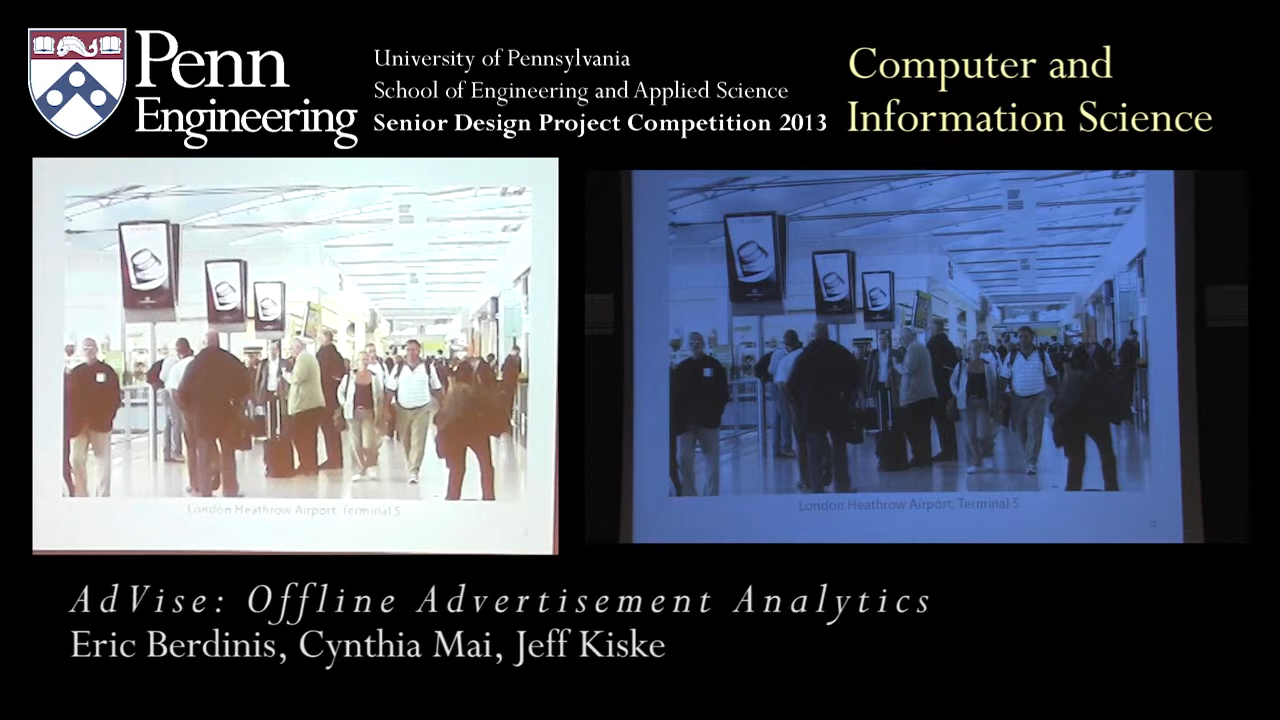 Penn
Engineering
University of Pennsylvania
School of Engineering and Applied Science
Senior Design Project Competition 2013
Computer and
Information Science
London Heathrow Airport, Terminal 5
London Heathrow Airport, Terminal 5
AdVise: Offline Advertisement Analytics
Eric Berdinis, Cynthia Mai, Jeff Kiske